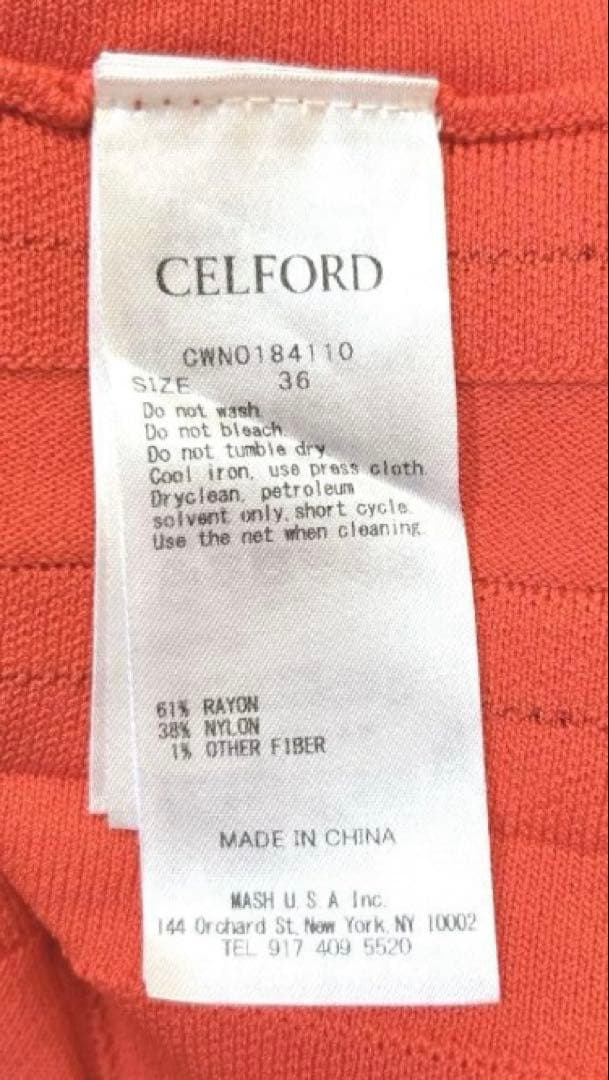 CELFORD
CWNO184110
SIZE 36
Do not wash
Do not bleach
Do not tumble dry
Cool iron, use press cloth
Dryclean, petroleum
solvent only, short cycle.
Use the net when cleaning.
61% RAYON
38% NYLON
1% OTHER FIBER
MADE IN CHINA
MASH U.S.A Inc.
144 Orchard St, New York, NY 10002
TEL 917 409 5520